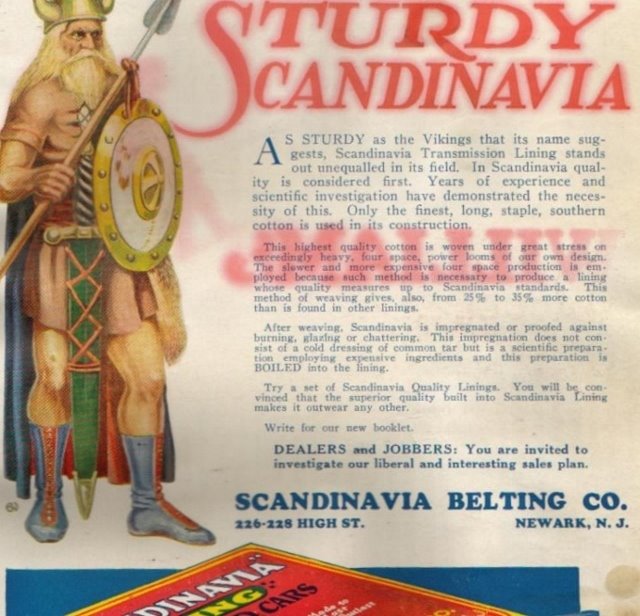 STURDY
SCANDINAVIA
AS STURDY as the Vikings that its name sug-
gests, Scandinavia Transmission Lining stands
out unequalled in its field. In Scandinavia qual-
ity is considered first. Years of experience and
scientific investigation have demonstrated the neces-
sity of this. Only the finest, long, staple, southern
cotton is used in its construction.
This highest quality cotton is woven under great stress on
exceedingly heavy, four space, power looms of our own design.
The slower and more expensive four space production is em-
ployed because such method is necessary to produce a lining
whose quality measures up to Scandinavia standards. This
method of weaving gives, also, from 25% to 35% more cotton
than is found in other linings.
After weaving, Scandinavia is impregnated or proofed against
burning, glazing or chattering. This impregnation does not con-
sist of a cold dressing of common tar but is a scientific prepara-
tion employing expensive ingredients and this preparation is
BOILED into the lining.
Try a set of Scandinavia Quality Linings. You will be con-
vinced that the superior quality built into Scandinavia Lining
makes it outwear any other.
Write for our new booklet.
DEALERS and JOBBERS: You are invited to
investigate our liberal and interesting sales plan.
SCANDINAVIA BELTING CO.
226-228 HIGH ST. NEWARK, N. J.
DINAVIA
NG
CARS
Made to